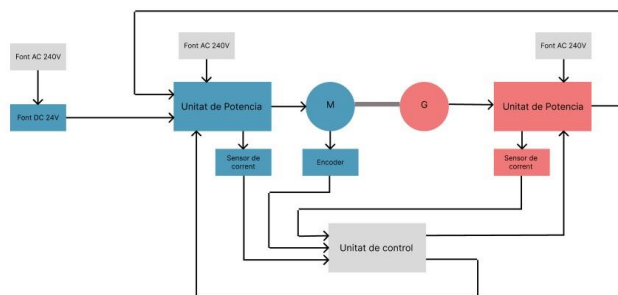 Font AC 240V
Font AC 240V
Font AC 240V
Font DC 24V
Unitat de Potencia
M
G
Unitat de Potencia
Sensor de
corrent
Encoder
Sensor de
corrent
Unitat de control